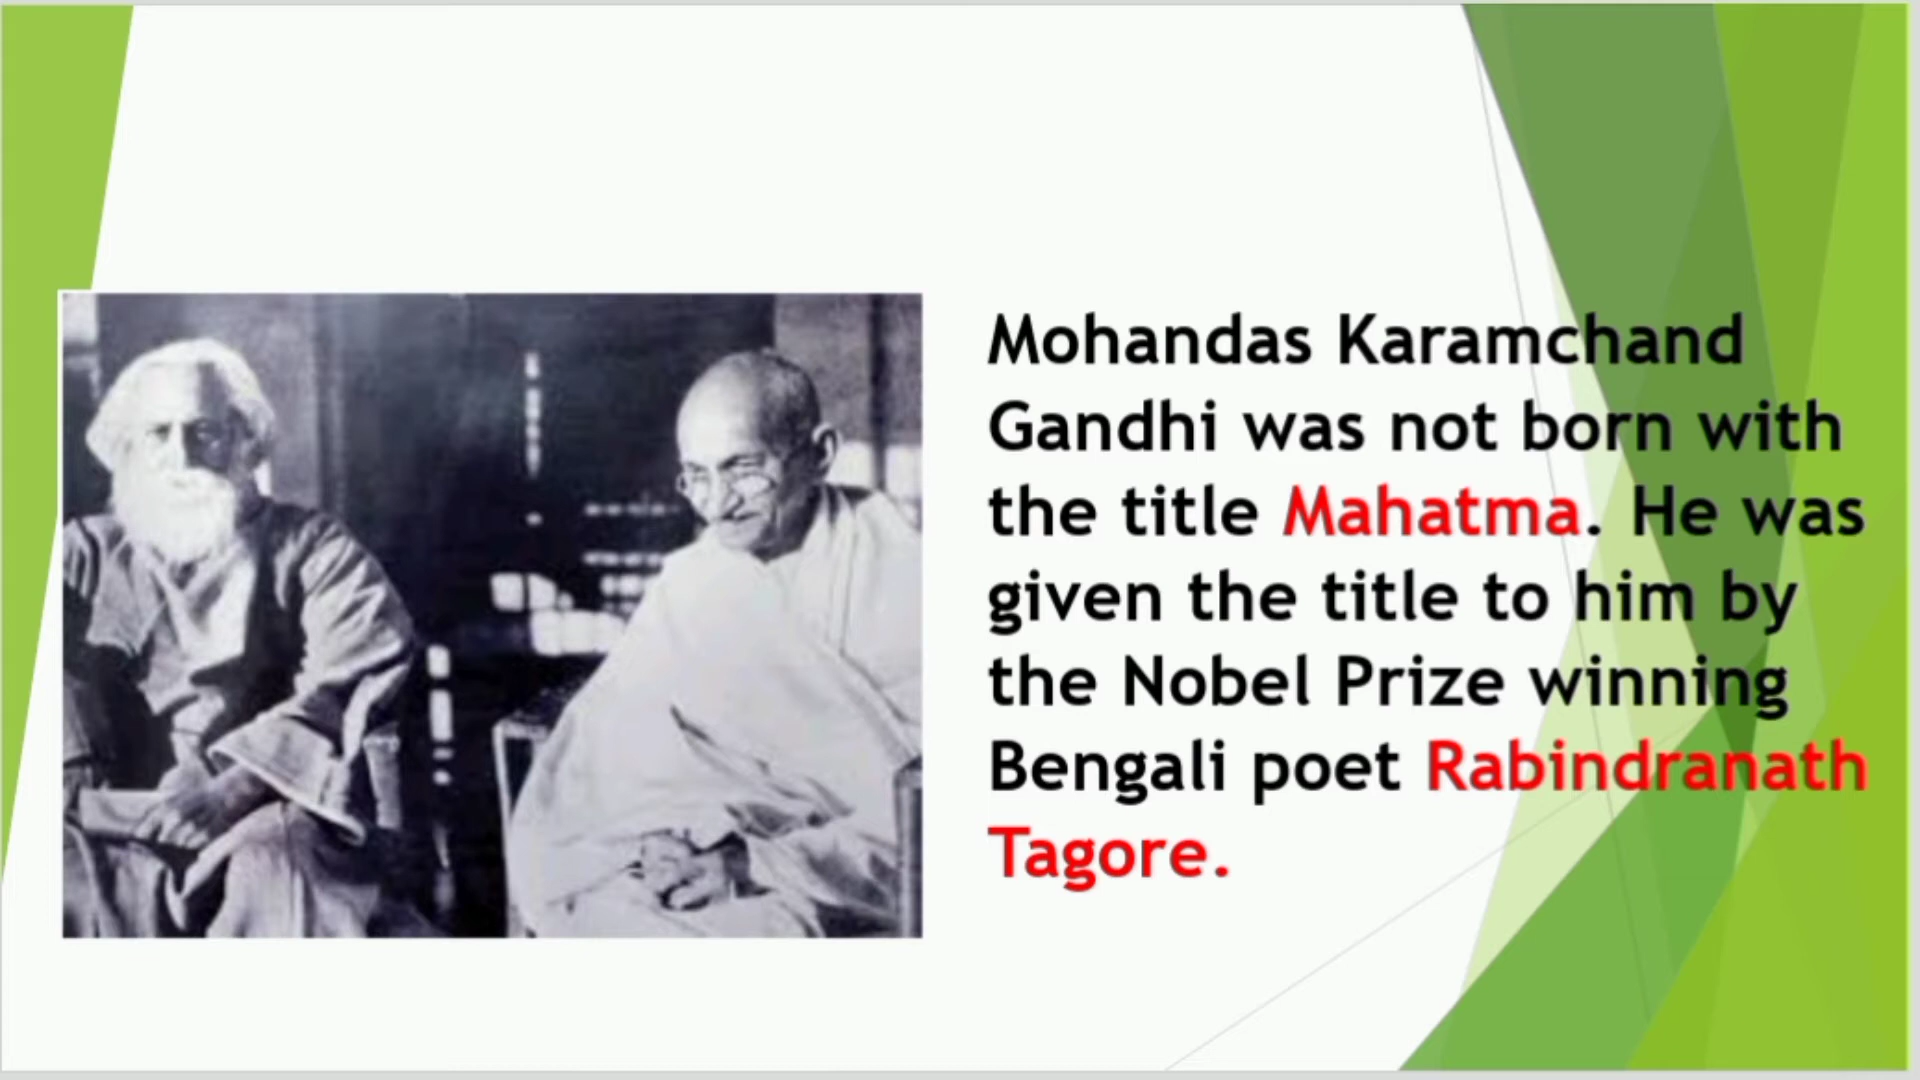 Mohandas Karamchand
Gandhi was not born with
the title Mahatma. He was
given the title to him by
the Nobel Prize winning
Bengali poet Rabindranath
Tagore.